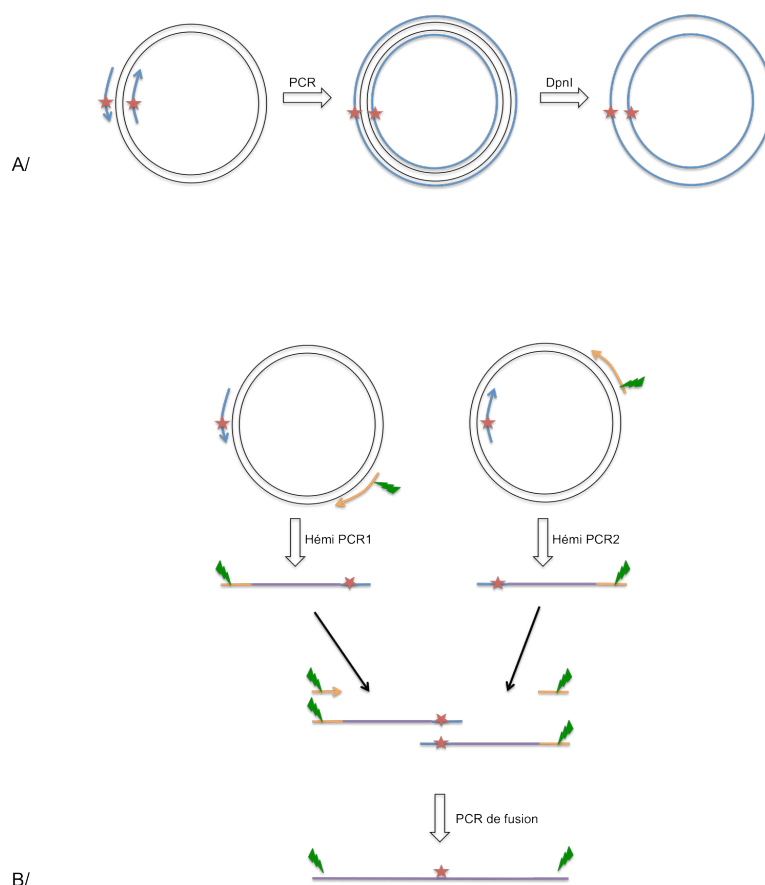 PCR
DpnI
A/
Hémi PCR1
Hémi PCR2
PCR de fusion
B/